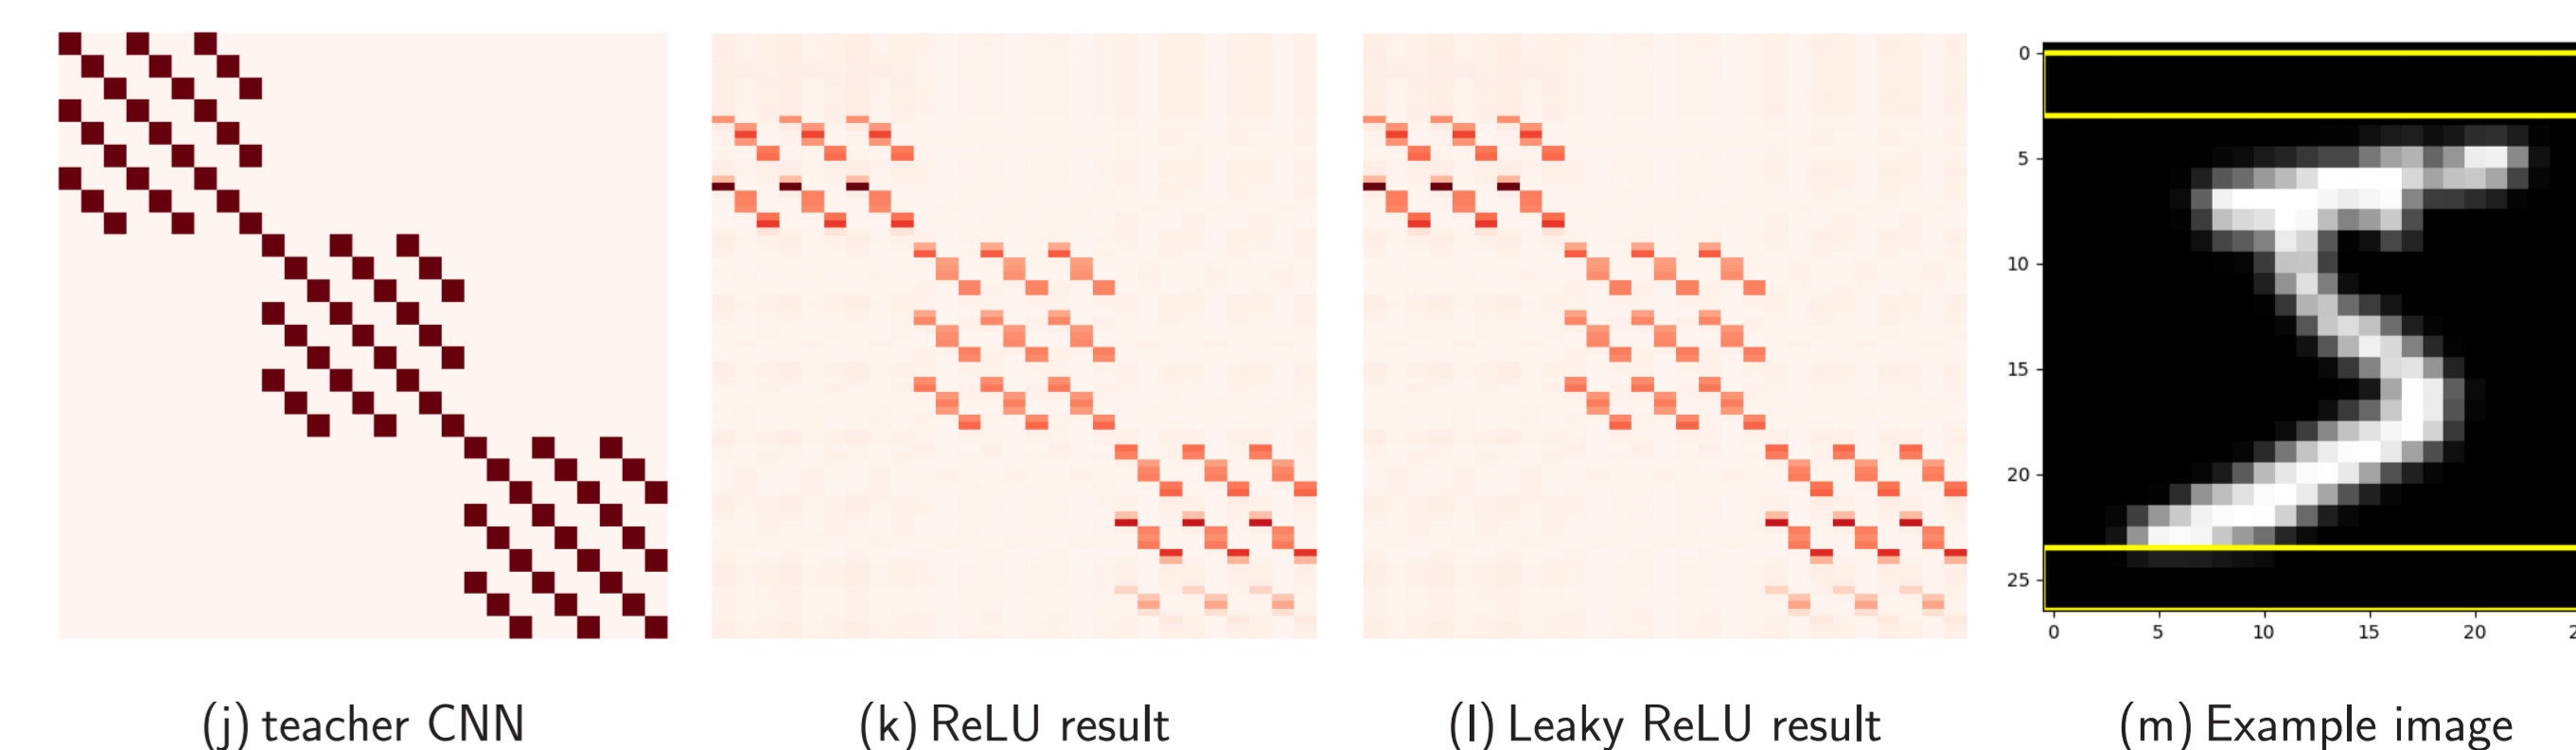 0
5
10
15
20
25
0 5 10 15 20
(j) teacher CNN
(k) ReLU result
(l) Leaky ReLU result
(m) Example image